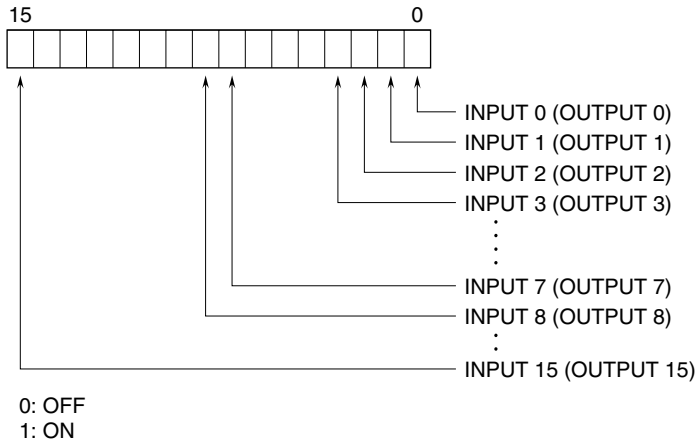 15 0
INPUT 0 (OUTPUT 0)
INPUT 1 (OUTPUT 1)
INPUT 2 (OUTPUT 2)
INPUT 3 (OUTPUT 3)
INPUT 7 (OUTPUT 7)
INPUT 8 (OUTPUT 8)
INPUT 15 (OUTPUT 15)
0: OFF
1: ON